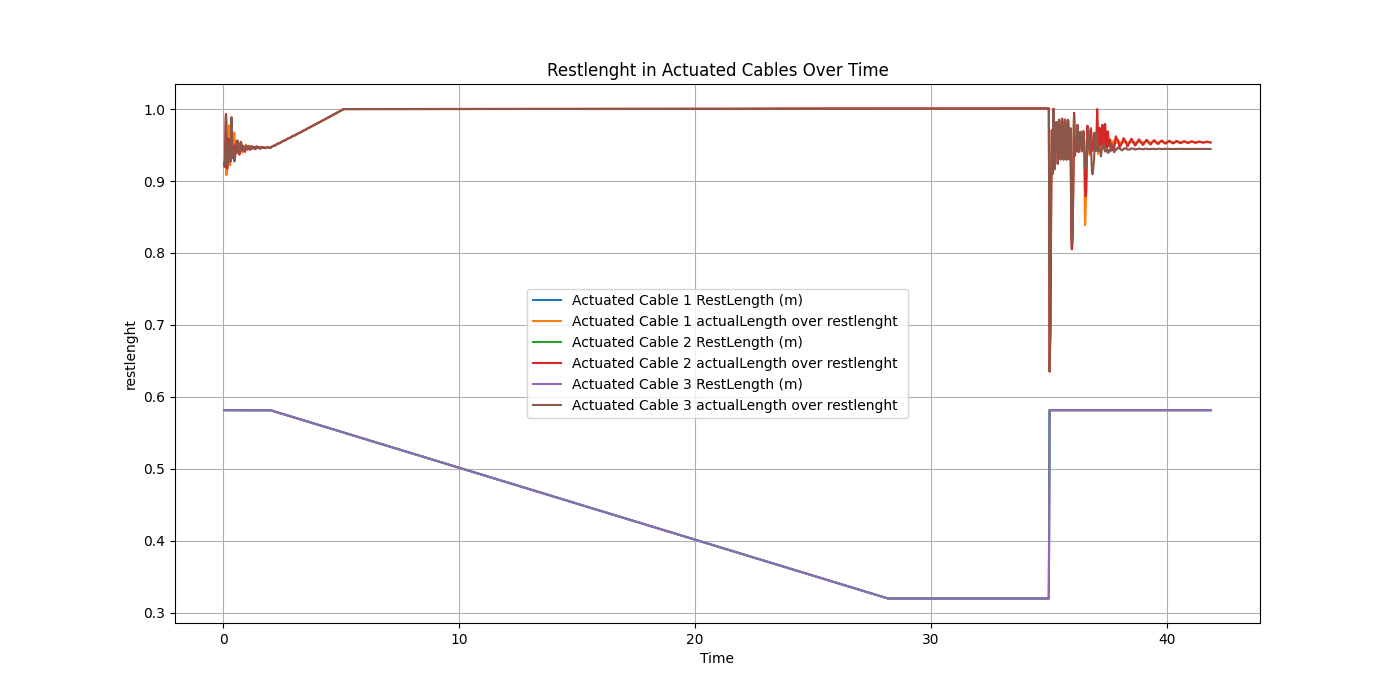 Restlenght in Actuated Cables Over Time
restlenght
1.0
0.9
0.8
0.7
0.6
0.5
0.4
0.3
Actuated Cable 1 RestLength (m)
Actuated Cable 1 actualLength over restlenght
Actuated Cable 2 RestLength (m)
Actuated Cable 2 actualLength over restlenght
Actuated Cable 3 RestLength (m)
Actuated Cable 3 actualLength over restlenght
0 10 20 30 40
Time